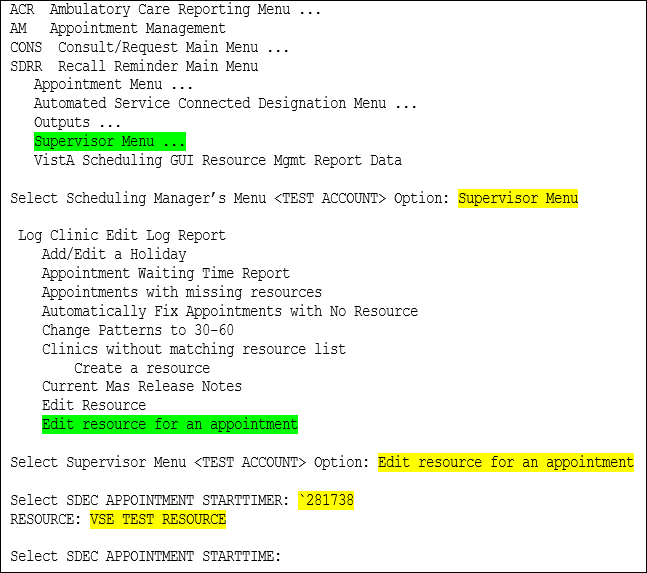 ACR  Ambulatory Care Reporting Menu ...
AM   Appointment Management
CONS  Consult/Request Main Menu ...
SDRR  Recall Reminder Main Menu
   Appointment Menu ...
   Automated Service Connected Designation Menu ...
   Outputs ...
   Supervisor Menu ...
   VistA Scheduling GUI Resource Mgmt Report Data
Select Scheduling Manager's Menu <TEST ACCOUNT> Option: Supervisor Menu
 Log Clinic Edit Log Report
    Add/Edit a Holiday
    Appointment Waiting Time Report
    Appointments with missing resources
    Automatically Fix Appointments with No Resource
    Change Patterns to 30-60
    Clinics without matching resource list
        Create a resource
    Current Mas Release Notes
    Edit Resource
    Edit resource for an appointment
Select Supervisor Menu <TEST ACCOUNT> Option: Edit resource for an appointment
Select SDEC APPOINTMENT STARTTIMER: `281738
RESOURCE: VSE TEST RESOURCE
Select SDEC APPOINTMENT STARTTIME: